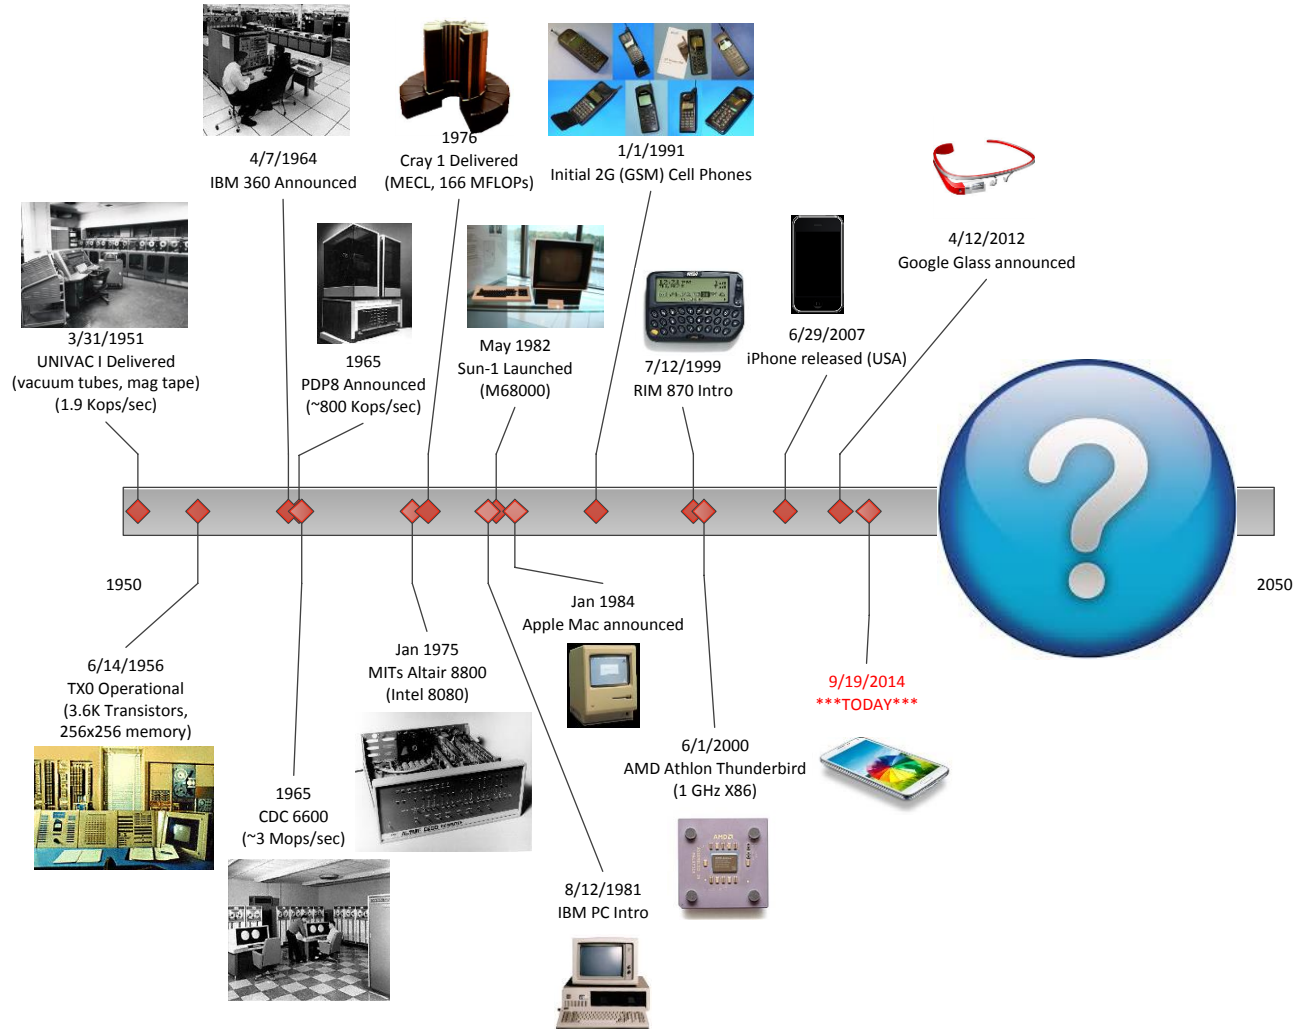 4/7/1964
IBM 360 Announced
1976
Cray 1 Delivered
(MECL, 166 MFLOPs)
1/1/1991
Initial 2G (GSM) Cell Phones
4/12/2012
Google Glass announced
3/31/1951
UNIVAC I Delivered
(vacuum tubes, mag tape)
(1.9 Kops/sec)
1965
PDP8 Announced
(~800 Kops/sec)
May 1982
Sun-1 Launched
(M68000)
7/12/1999
RIM 870 Intro
6/29/2007
iPhone released (USA)
?
1950
2050
6/14/1956
TX0 Operational
(3.6K Transistors,
256x256 memory)
1965
CDC 6600
(~3 Mops/sec)
Jan 1975
MITs Altair 8800
(Intel 8080)
ALTAIR 8800 COMPUTER
Jan 1984
Apple Mac announced
8/12/1981
IBM PC Intro
6/1/2000
AMD Athlon Thunderbird
(1 GHz X86)
AMD
9/19/2014
***TODAY***